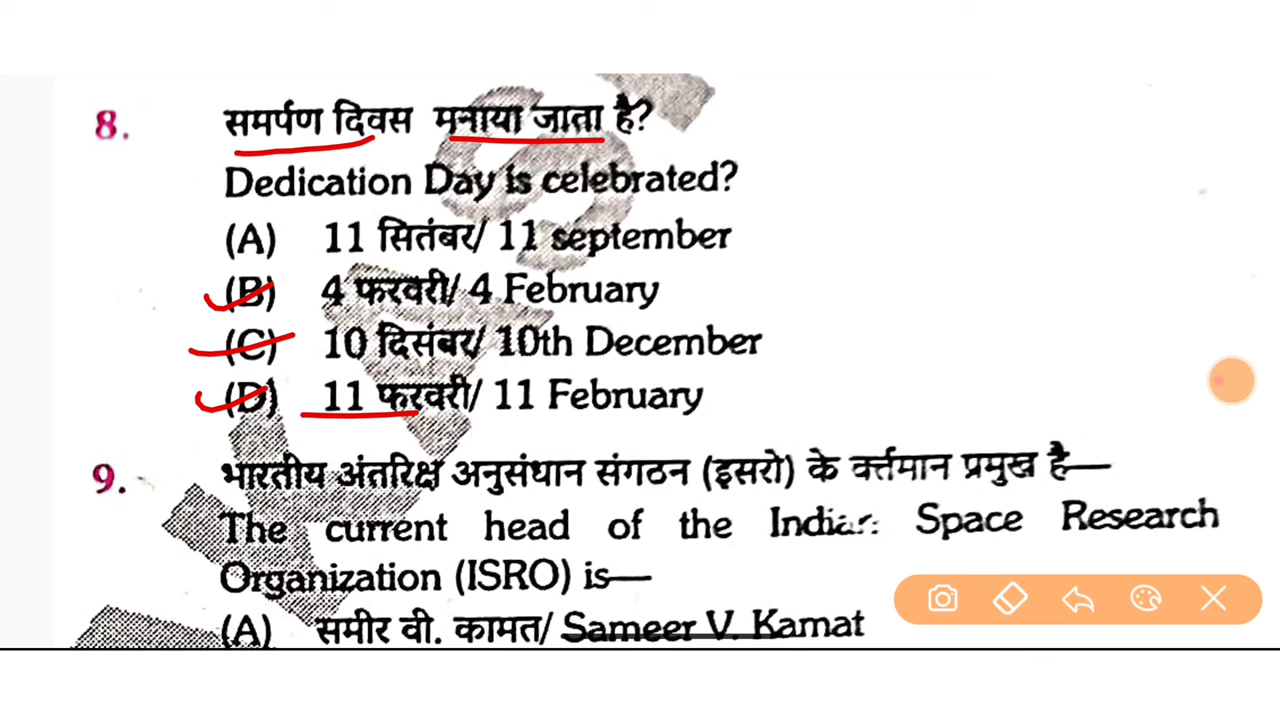 8. समर्पण दिवस मनाया जाता है?
Dedication Day is celebrated?
(A) 11 सितंबर/ 11 september
(B) 4 फरवरी/ 4 February
(C) 10 दिसंबर/ 10th December
(D) 11 फरवरी/ 11 February
9. भारतीय अंतरिक्ष अनुसंधान संगठन (इसरो) के वर्त्तमान प्रमुख है—
The current head of the Indian Space Research
Organization (ISRO) is—
(A) समीर वी. कामत/ Sameer V. Kamat